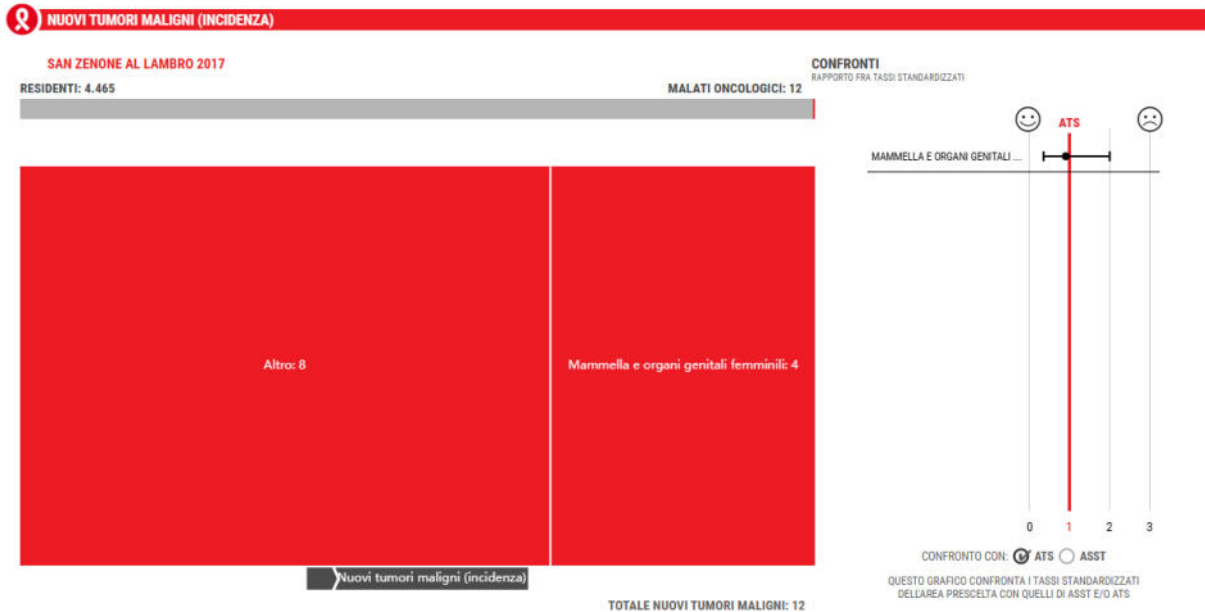 NUOVI TUMORI MALIGNI (INCIDENZA)
SAN ZENONE AL LAMBRO 2017
RESIDENTI: 4.465
MALATI ONCOLOGICI: 12
CONFRONTI
RAPPORTO FRA TASSI STANDARDIZZATI
ATS
MAMMELLA E ORGANI GENITALI ...
Altro: 8
Mammella e organi genitali femminili: 4
0 1 2 3
CONFRONTO CON: ATS ASST
QUESTO GRAFICO CONFRONTA I TASSI STANDARDIZZATI
DELL'AREA PRESCELTA CON QUELLI DI ASST E/O ATS
Nuovi tumori maligni (incidenza)
TOTALE NUOVI TUMORI MALIGNI: 12